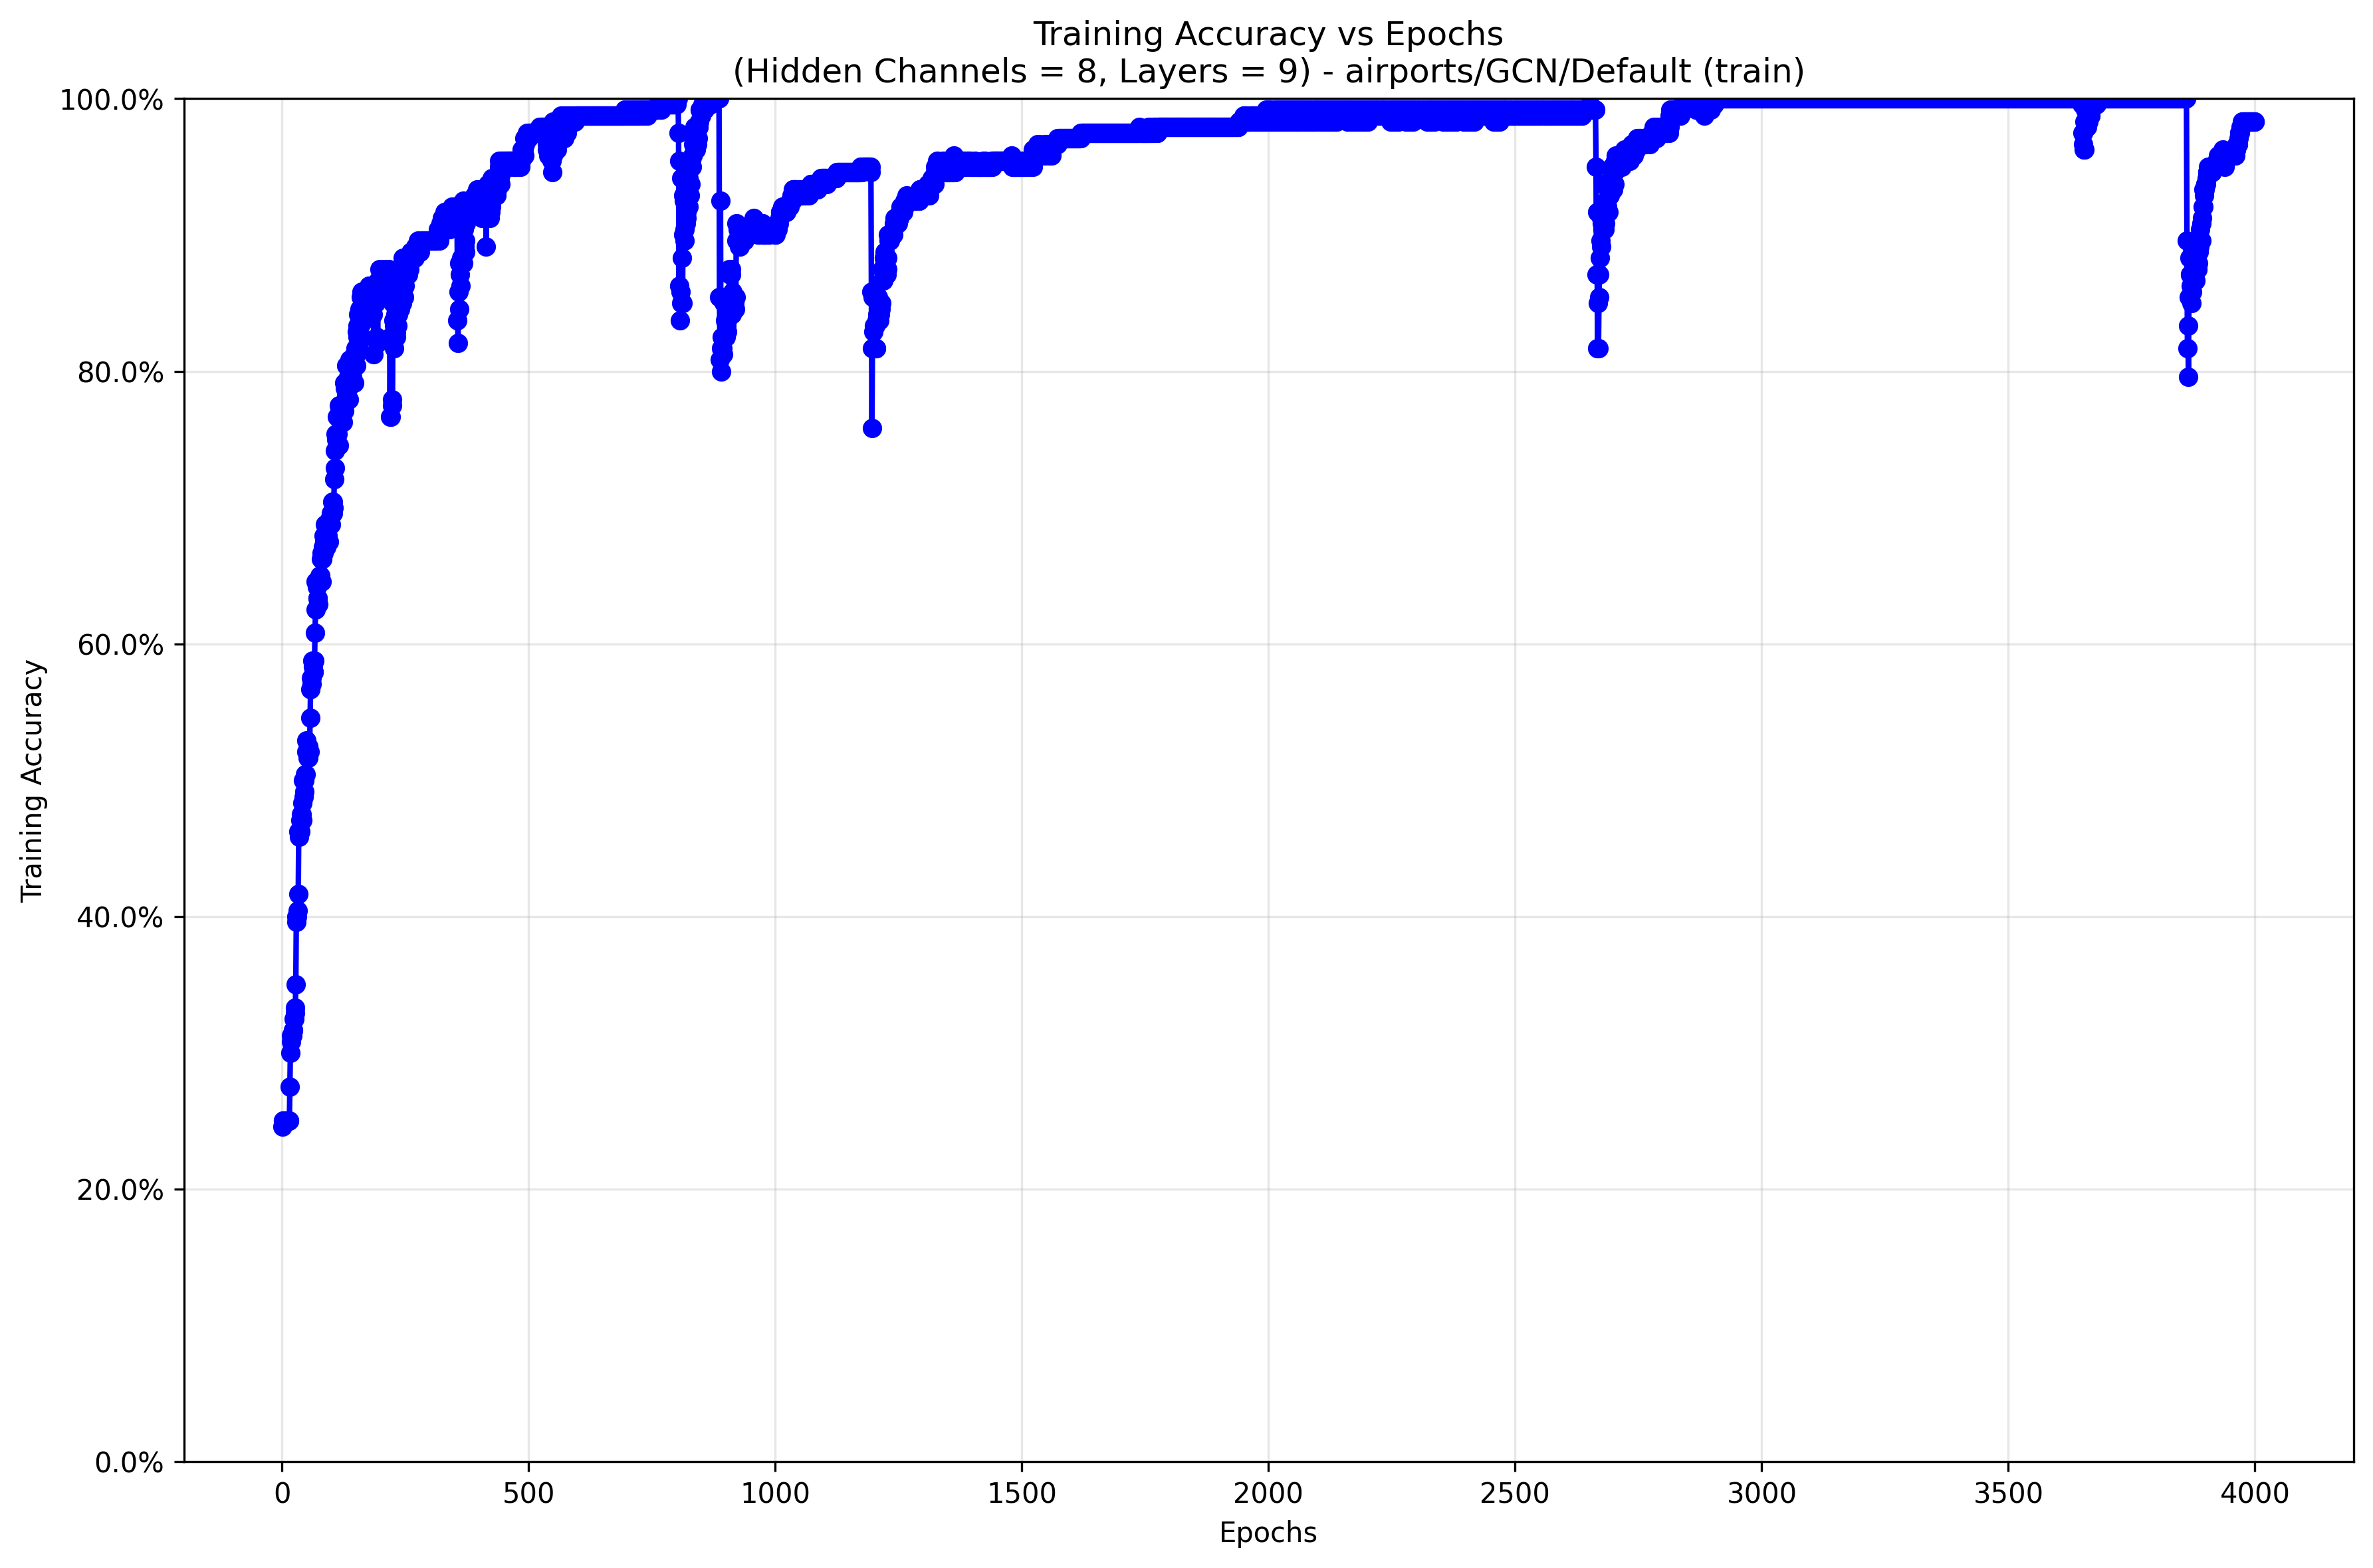 Training Accuracy vs Epochs
(Hidden Channels = 8, Layers = 9) - airports/GCN/Default (train)
Training Accuracy
100.0%
80.0%
60.0%
40.0%
20.0%
0.0%
0 500 1000 1500 2000 2500 3000 3500 4000
Epochs